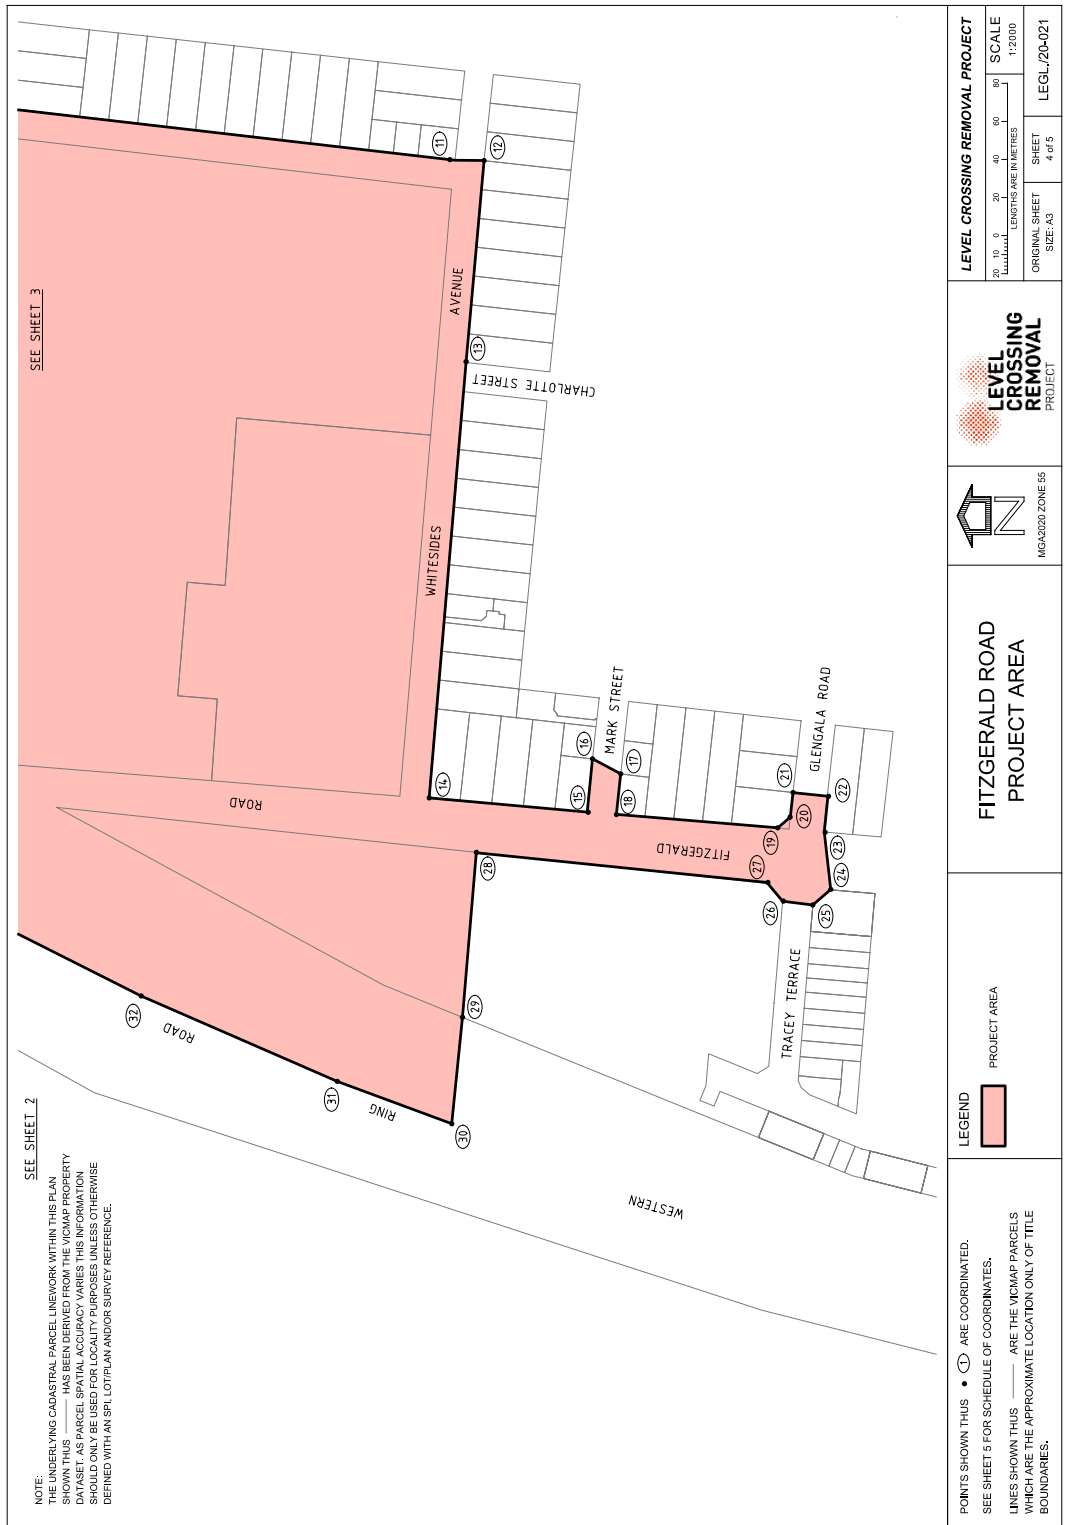 SEE SHEET 2
SEE SHEET 3
NOTE:
THE UNDERLYING CADASTRAL PARCEL LINEWORK WITHIN THIS PLAN
SHOWN THUS ——— HAS BEEN DERIVED FROM THE VICMAP PROPERTY
DATASET. AS PARCEL SPATIAL ACCURACY VARIES THIS INFORMATION
SHOULD ONLY BE USED FOR LOCALITY PURPOSES UNLESS OTHERWISE
DEFINED WITH AN SPI, LOT/PLAN AND/OR SURVEY REFERENCE.
32
ROAD
31
RING
30
29
28
ROAD
14
WHITESIDES
AVENUE
11
12
13
CHARLOTTE STREET
15
16
MARK STREET
17
18
FITZGERALD
27
26
19
20
21
GLENGALA ROAD
22
23
24
25
TRACEY TERRACE
WESTERN
POINTS SHOWN THUS • 1 ARE COORDINATED.
SEE SHEET 5 FOR SCHEDULE OF COORDINATES.
LINES SHOWN THUS ——— ARE THE VICMAP PARCELS
WHICH ARE THE APPROXIMATE LOCATION ONLY OF TITLE
BOUNDARIES.
LEGEND
PROJECT AREA
FITZGERALD ROAD
PROJECT AREA
N
MGA2020 ZONE 55
LEVEL
CROSSING
REMOVAL
PROJECT
LEVEL CROSSING REMOVAL PROJECT
20 10 0 20 40 60 80
LENGTHS ARE IN METRES
SCALE
1:2000
ORIGINAL SHEET
SIZE: A3
SHEET
4 of 5
LEGL./20-021